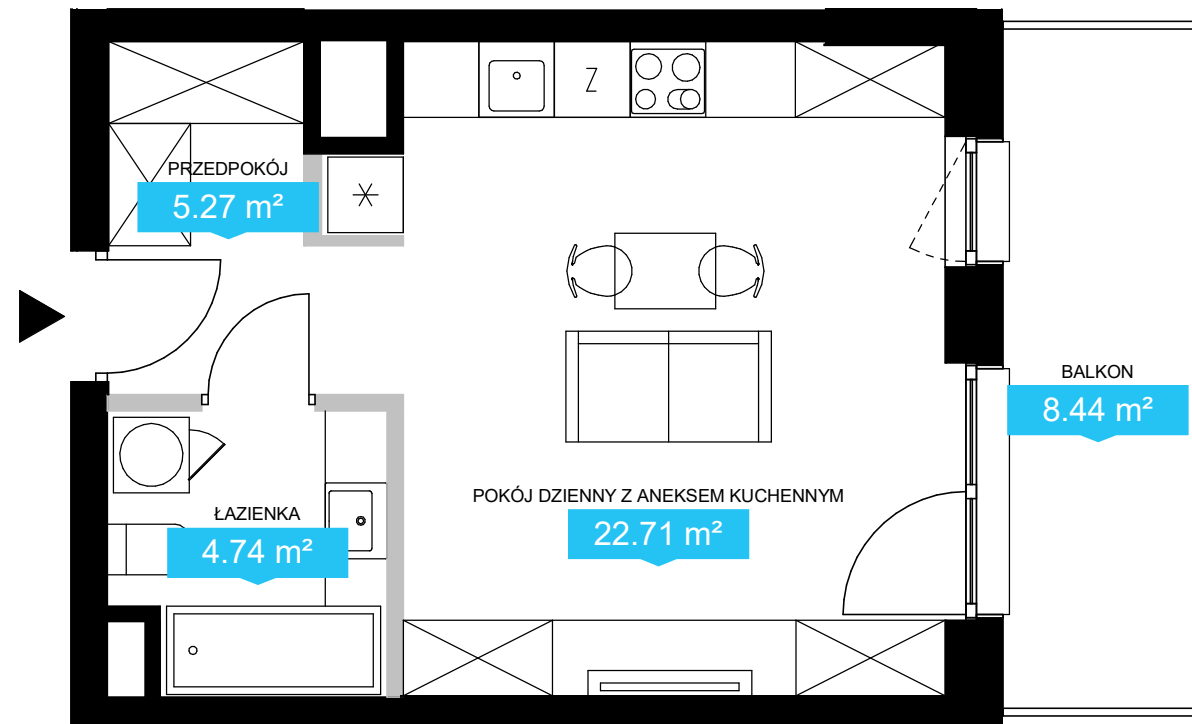 Z
PRZEDPOKÓJ
5.27 m²
BALKON
8.44 m²
POKÓJ DZIENNY Z ANEKSEM KUCHENNYM
22.71 m²
ŁAZIENKA
4.74 m²